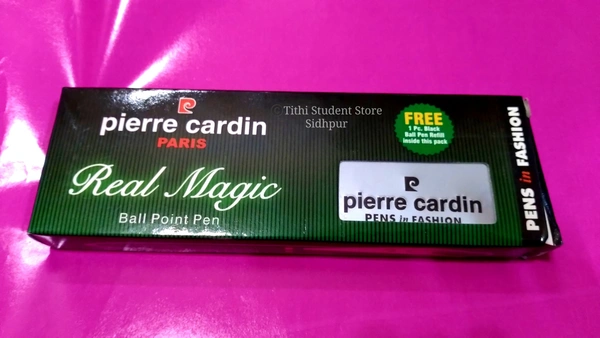 © Tithi Student Store
Sidhpur
pierre cardin
PARIS
Real Magic
Ball Point Pen
FREE
1 Pc. Black
Ball Pen Refill
Inside this pack
pierre cardin
PENS in FASHION
PENS in FASHION